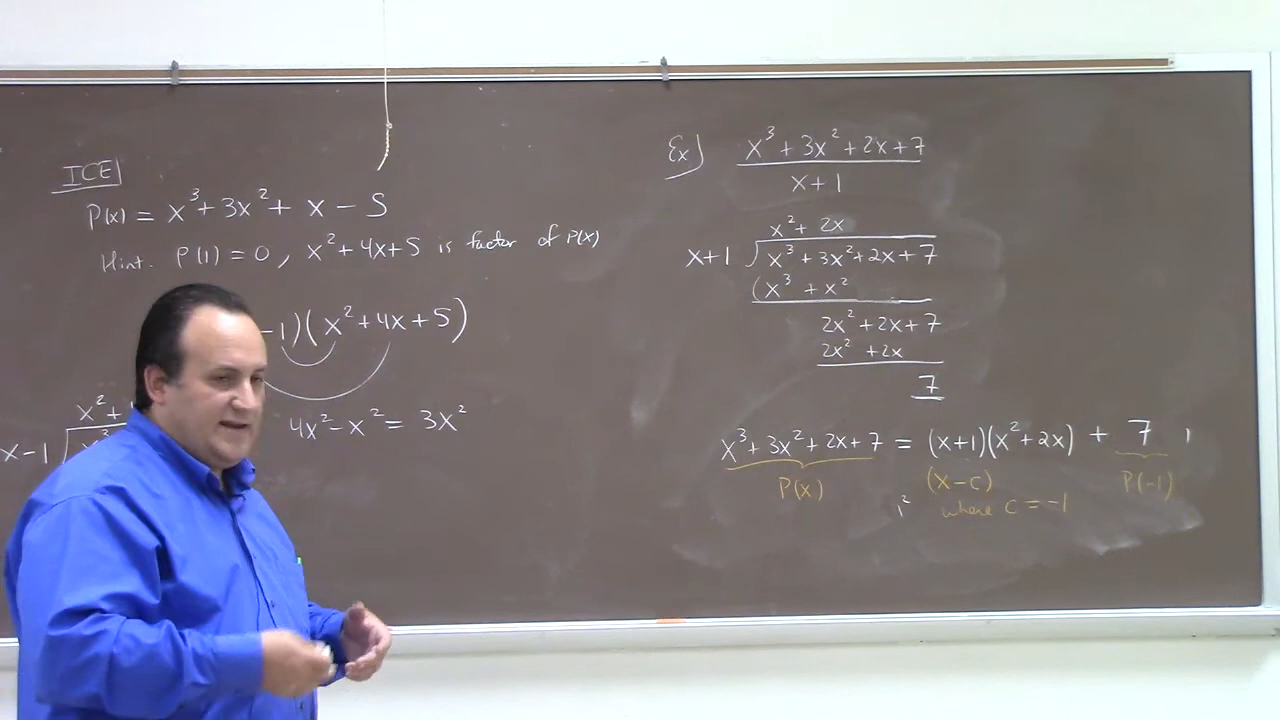 ICE
P(x) = x³ + 3x² + x − 5
Hint. P(1) = 0, x² + 4x + 5 is factor of P(x)
−1)(x² + 4x + 5)
4x² − x² = 3x²
x² +
x−1
Ex)
x³ + 3x² + 2x + 7
x + 1
x² + 2x
x+1 x³ + 3x² + 2x + 7
(x³ + x²
2x² + 2x + 7
2x² + 2x
7
x³ + 3x² + 2x + 7 = (x+1)(x² + 2x) + 7
P(x) (x−c) P(−1)
where c = −1